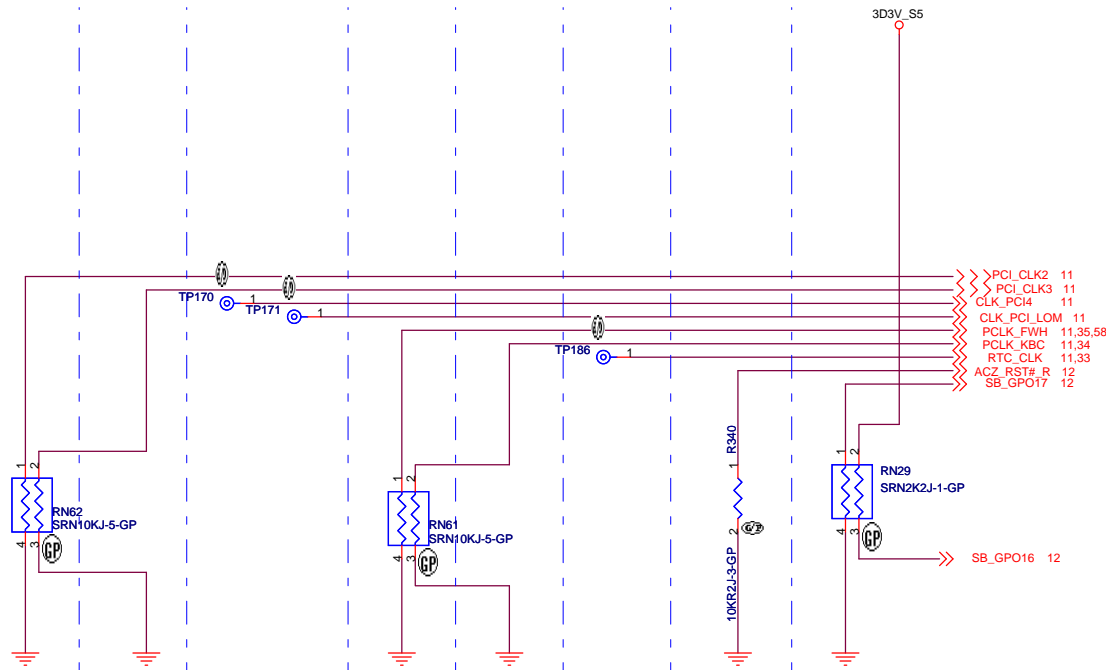 3D3V_S5
PCI_CLK2 11
PCI_CLK3 11
TP170 1 CLK_PCI4 11
TP171 1 CLK_PCI_LOM 11
PCLK_FWH 11,35,58
PCLK_KBC 11,34
TP186 1 RTC_CLK 11,33
ACZ_RST#_R 12
SB_GPO17 12
R340
1 2
1 2
1
1 2
RN29
SRN2K2J-1-GP
RN62
SRN10KJ-5-GP
RN61
SRN10KJ-5-GP
4 3
GP
4 3
GP
2
GP
4 3
GP
10KR2J-3-GP
SB_GPO16 12